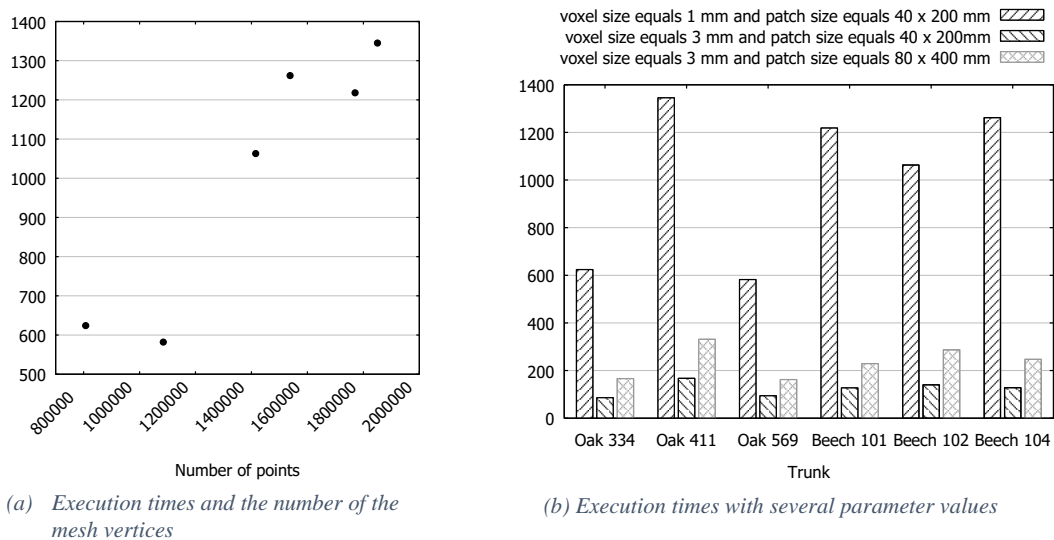 1400
1300
1200
1100
1000
900
800
700
600
500
800000
1000000
1200000
1400000
1600000
1800000
2000000
Number of points
(a) Execution times and the number of the
mesh vertices
voxel size equals 1 mm and patch size equals 40 x 200 mm
voxel size equals 3 mm and patch size equals 40 x 200mm
voxel size equals 3 mm and patch size equals 80 x 400 mm
1400
1200
1000
800
600
400
200
0
Oak 334 Oak 411 Oak 569 Beech 101 Beech 102 Beech 104
Trunk
(b) Execution times with several parameter values